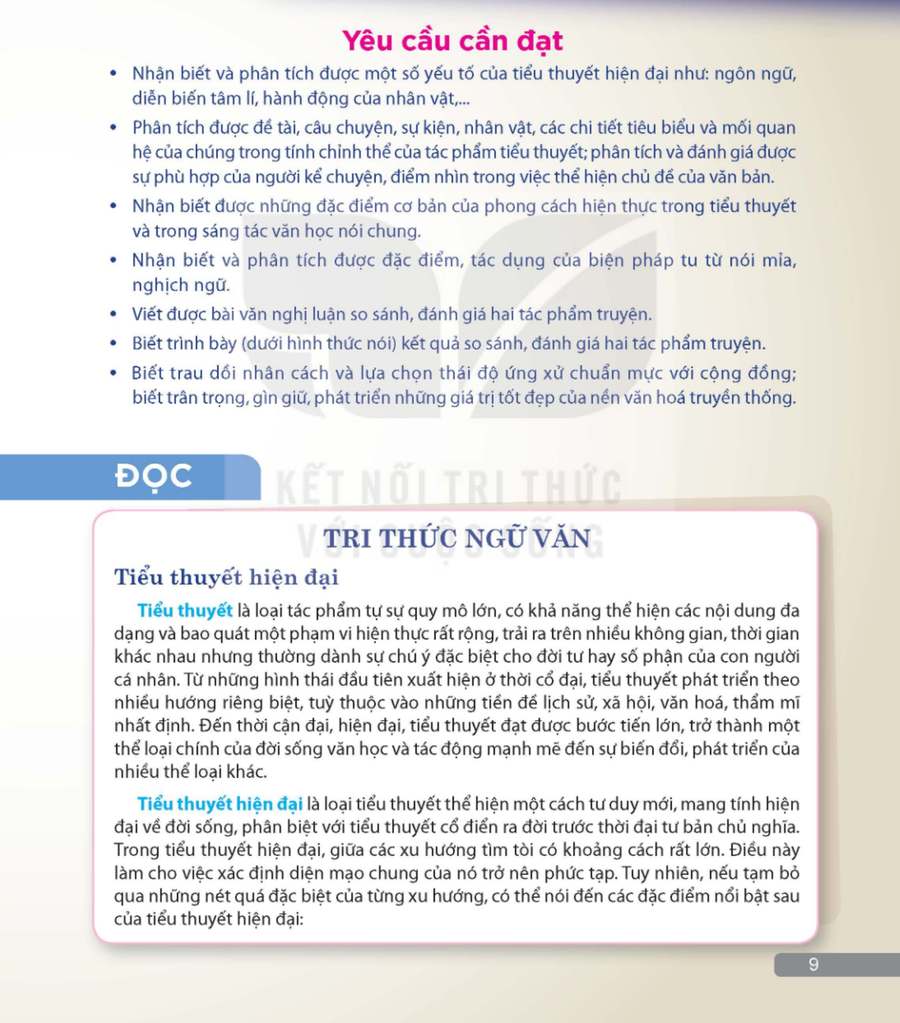 Yêu cầu cần đạt
• Nhận biết và phân tích được một số yếu tố của tiểu thuyết hiện đại như: ngôn ngữ,
diễn biến tâm lí, hành động của nhân vật,...
• Phân tích được đề tài, câu chuyện, sự kiện, nhân vật, các chi tiết tiêu biểu và mối quan
hệ của chúng trong tính chỉnh thể của tác phẩm tiểu thuyết; phân tích và đánh giá được
sự phù hợp của người kể chuyện, điểm nhìn trong việc thể hiện chủ đề của văn bản.
• Nhận biết được những đặc điểm cơ bản của phong cách hiện thực trong tiểu thuyết
và trong sáng tác văn học nói chung.
• Nhận biết và phân tích được đặc điểm, tác dụng của biện pháp tu từ nói mỉa,
nghịch ngữ.
• Viết được bài văn nghị luận so sánh, đánh giá hai tác phẩm truyện.
• Biết trình bày (dưới hình thức nói) kết quả so sánh, đánh giá hai tác phẩm truyện.
• Biết trau dồi nhân cách và lựa chọn thái độ ứng xử chuẩn mực với cộng đồng;
biết trân trọng, gìn giữ, phát triển những giá trị tốt đẹp của nền văn hoá truyền thống.
ĐỌC
KẾT NỐI TRI THỨC
VỚI CUỘC SỐNG
TRI THỨC NGỮ VĂN
Tiểu thuyết hiện đại
Tiểu thuyết là loại tác phẩm tự sự quy mô lớn, có khả năng thể hiện các nội dung đa
dạng và bao quát một phạm vi hiện thực rất rộng, trải ra trên nhiều không gian, thời gian
khác nhau nhưng thường dành sự chú ý đặc biệt cho đời tư hay số phận của con người
cá nhân. Từ những hình thái đầu tiên xuất hiện ở thời cổ đại, tiểu thuyết phát triển theo
nhiều hướng riêng biệt, tuỳ thuộc vào những tiền đề lịch sử, xã hội, văn hoá, thẩm mĩ
nhất định. Đến thời cận đại, hiện đại, tiểu thuyết đạt được bước tiến lớn, trở thành một
thể loại chính của đời sống văn học và tác động mạnh mẽ đến sự biến đổi, phát triển của
nhiều thể loại khác.
Tiểu thuyết hiện đại là loại tiểu thuyết thể hiện một cách tư duy mới, mang tính hiện
đại về đời sống, phân biệt với tiểu thuyết cổ điển ra đời trước thời đại tư bản chủ nghĩa.
Trong tiểu thuyết hiện đại, giữa các xu hướng tìm tòi có khoảng cách rất lớn. Điều này
làm cho việc xác định diện mạo chung của nó trở nên phức tạp. Tuy nhiên, nếu tạm bỏ
qua những nét quá đặc biệt của từng xu hướng, có thể nói đến các đặc điểm nổi bật sau
của tiểu thuyết hiện đại:
9